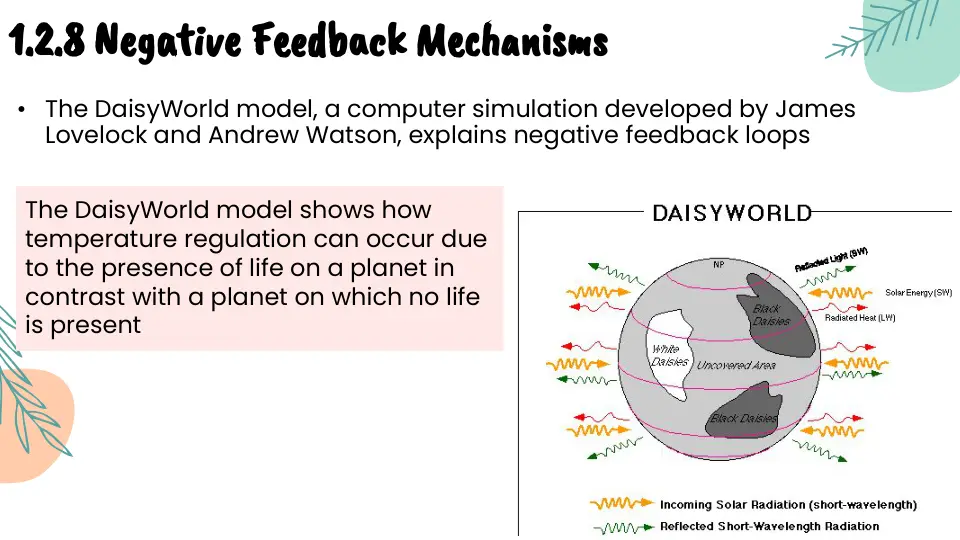 1.2.8 Negative Feedback Mechanisms
• The DaisyWorld model, a computer simulation developed by James
Lovelock and Andrew Watson, explains negative feedback loops
The DaisyWorld model shows how
temperature regulation can occur due
to the presence of life on a planet in
contrast with a planet on which no life
is present
DAISYWORLD
NP
Reflected Light (SW)
Solar Energy (SW)
Radiated Heat (LW)
Black
Daisies
White
Daisies
Uncovered Area
Black Daisies
Incoming Solar Radiation (short-wavelength)
Reflected Short-Wavelength Radiation